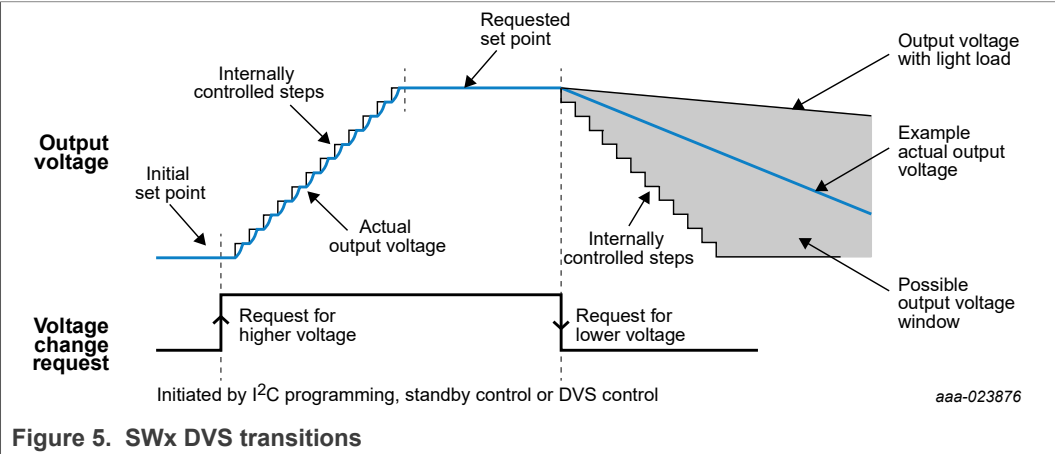 Requested
set point
Output voltage
with light load
Internally
controlled steps
Output
voltage
Example
actual output
voltage
Initial
set point
Actual
output voltage
Internally
controlled steps
Possible
output voltage
window
Voltage
change
request
Request for
higher voltage
Request for
lower voltage
Initiated by I2C programming, standby control or DVS control
aaa-023876
Figure 5. SWx DVS transitions